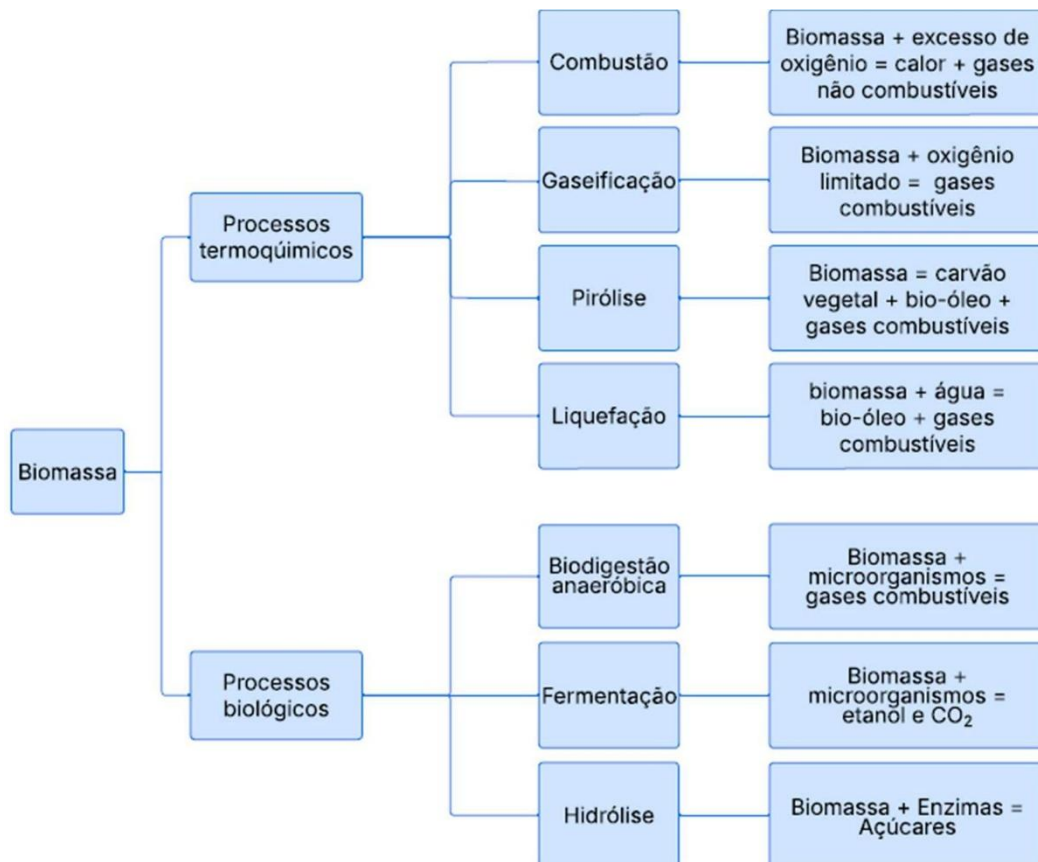 Combustão
Biomassa + excesso de
oxigênio = calor + gases
não combustíveis
Gaseificação
Biomassa + oxigênio
limitado = gases
combustíveis
Processos
termoqúimicos
Pirólise
Biomassa = carvão
vegetal + bio-óleo +
gases combustíveis
Liquefação
biomassa + água =
bio-óleo + gases
combustíveis
Biomassa
Biodigestão
anaeróbica
Biomassa +
microorganismos =
gases combustíveis
Processos
biológicos
Fermentação
Biomassa +
microorganismos =
etanol e CO₂
Hidrólise
Biomassa + Enzimas =
Açúcares